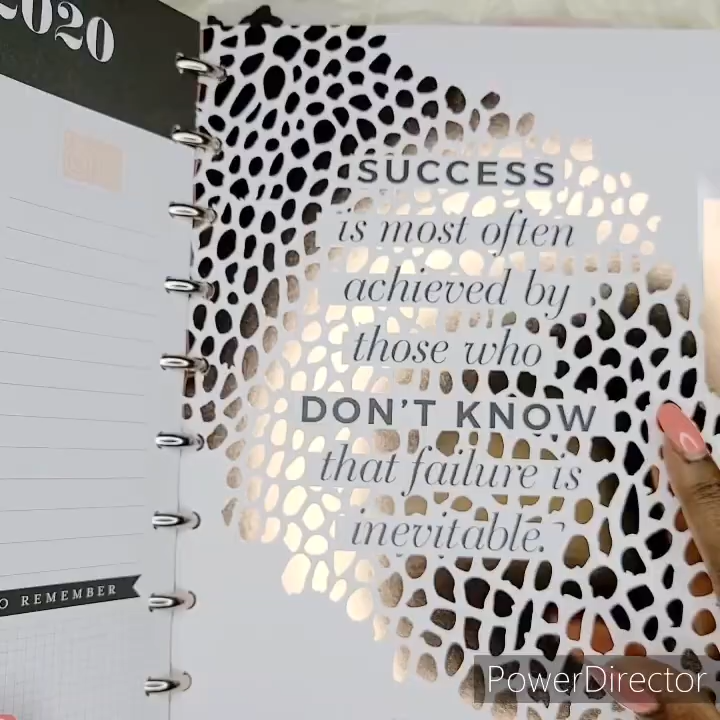 2020
SUCCESS
is most often
achieved by
those who
DON'T KNOW
that failure is
inevitable.
O REMEMBER
PowerDirector